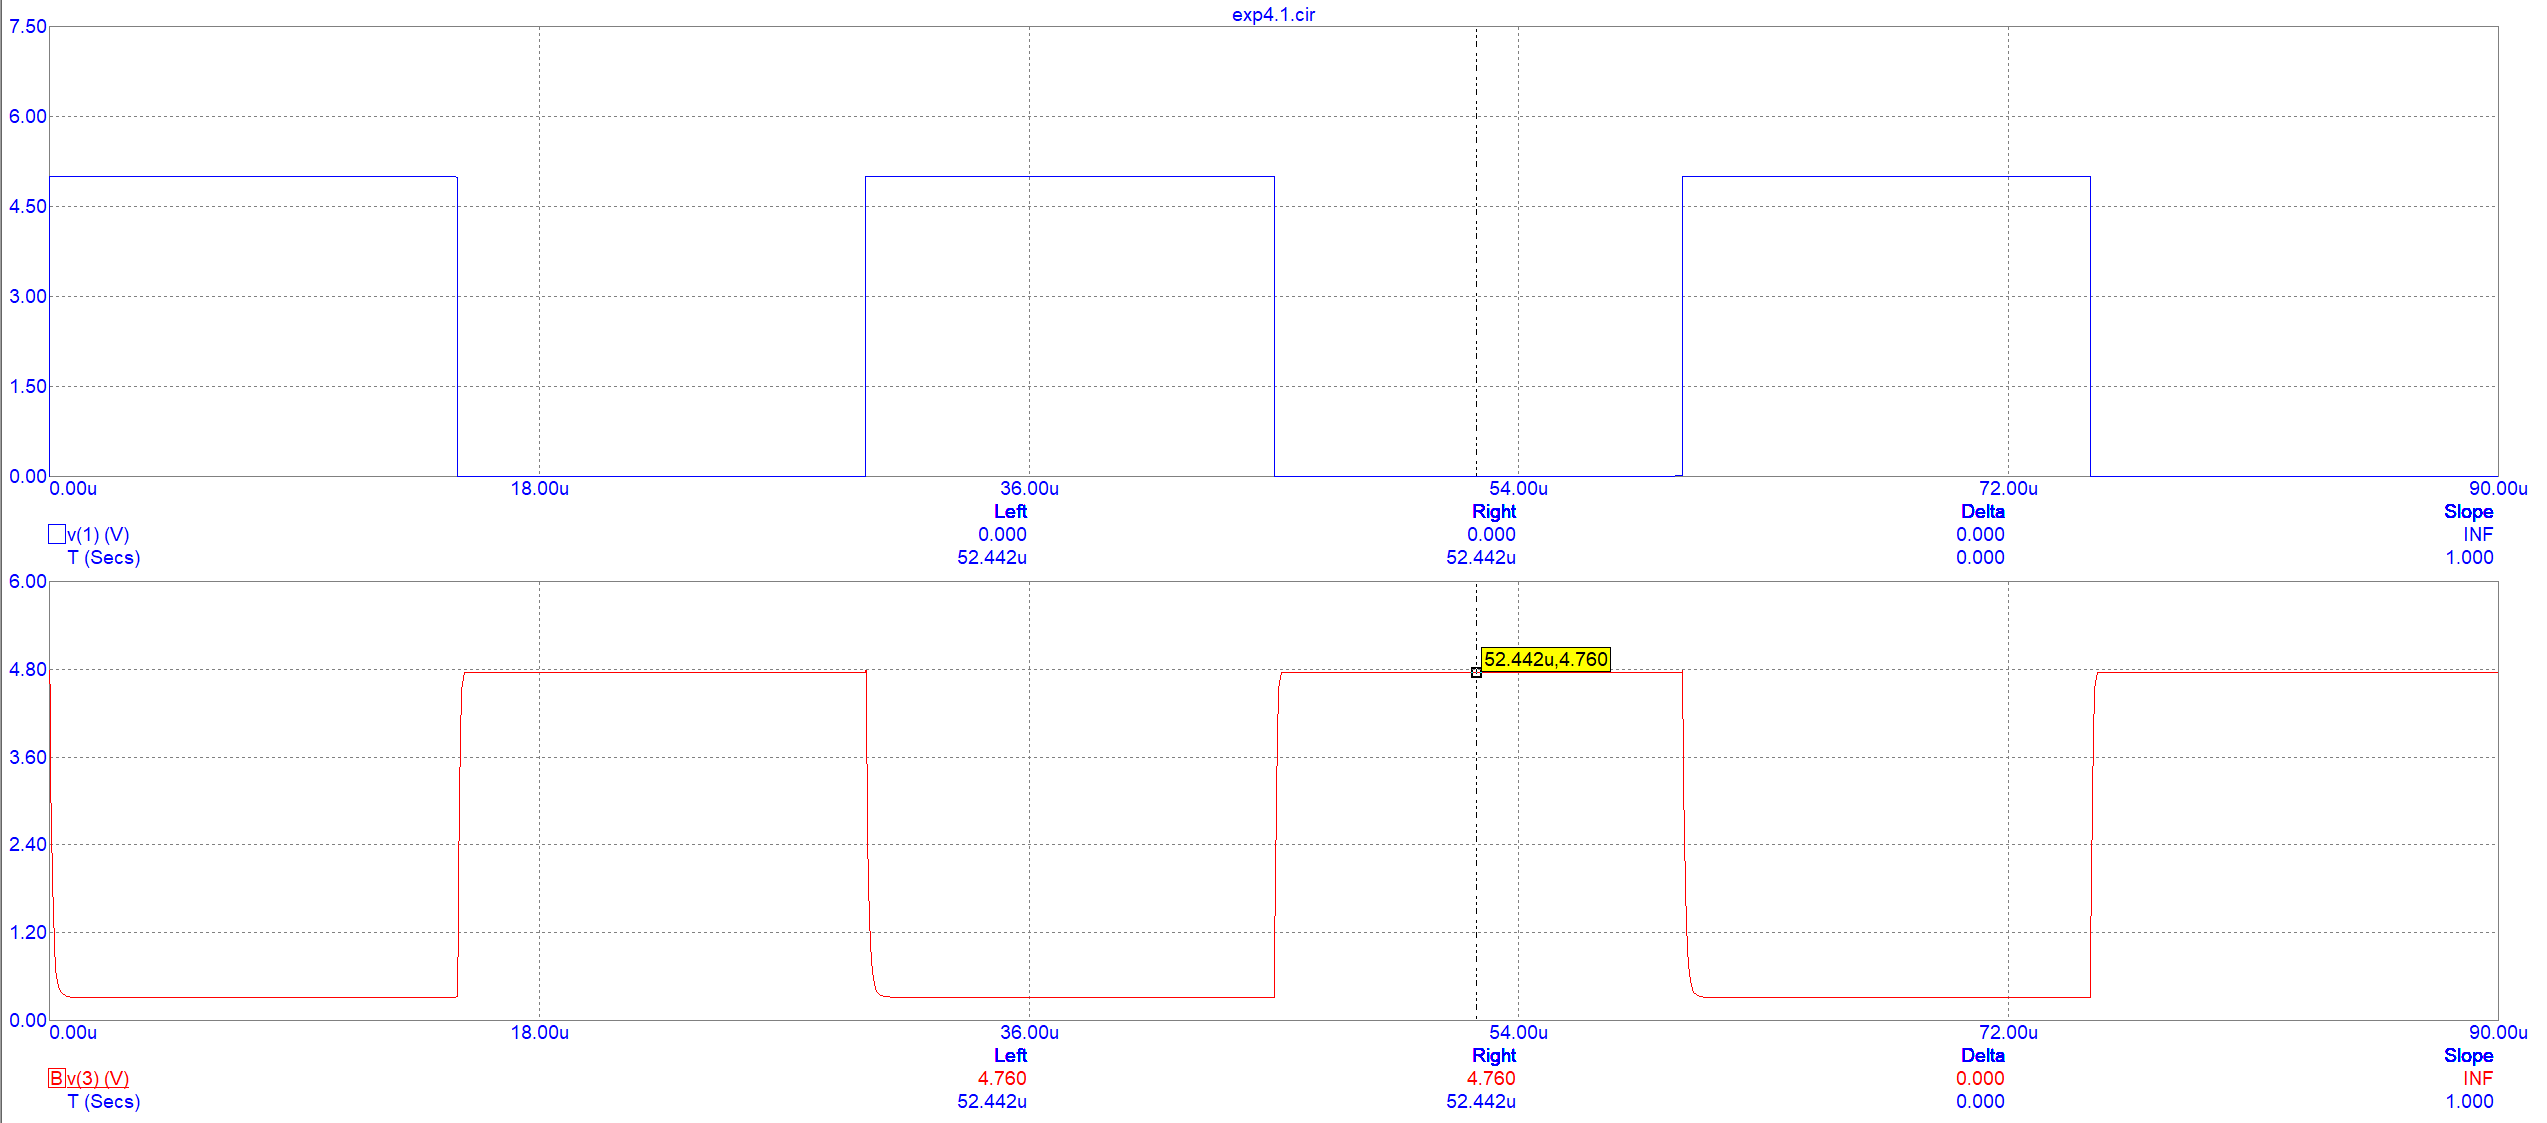 exp4.1.cir
7.50
6.00
4.50
3.00
1.50
0.00
0.00u 18.00u 36.00u 54.00u 72.00u 90.00u
Left Right Delta Slope
v(1) (V) 0.000 0.000 0.000 INF
T (Secs) 52.442u 52.442u 0.000 1.000
6.00
52.442u,4.760
4.80
3.60
2.40
1.20
0.00
0.00u 18.00u 36.00u 54.00u 72.00u 90.00u
Left Right Delta Slope
B v(3) (V) 4.760 4.760 0.000 INF
T (Secs) 52.442u 52.442u 0.000 1.000